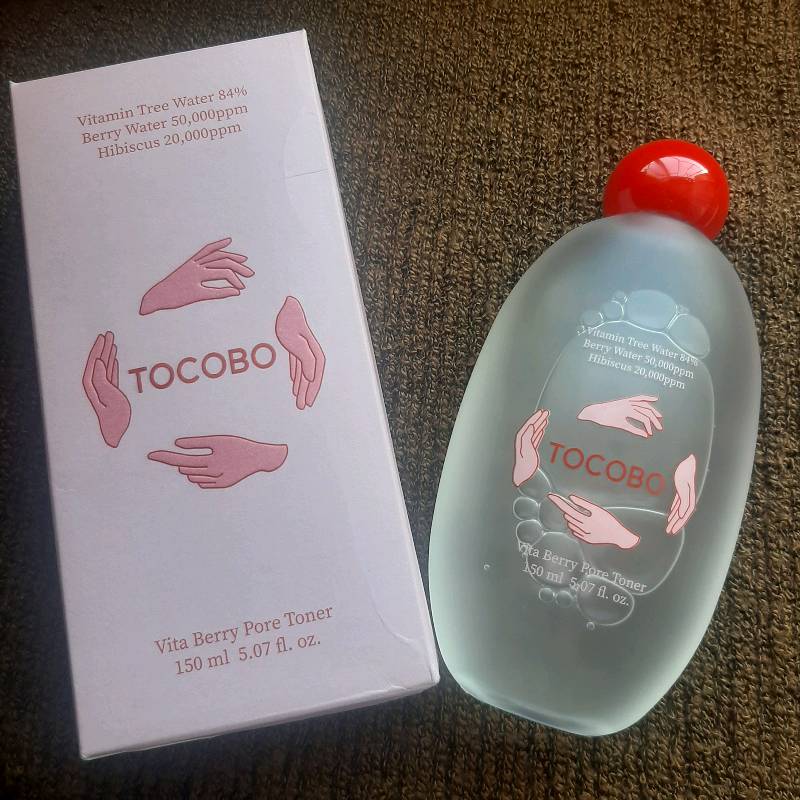 Vitamin Tree Water 84%
Berry Water 50,000ppm
Hibiscus 20,000ppm
TOCOBO
Vita Berry Pore Toner
150 ml 5.07 fl. oz.
Vitamin Tree Water 84%
Berry Water 50,000ppm
Hibiscus 20,000ppm
TOCOBO
Vita Berry Pore Toner
150 ml 5.07 fl. oz.